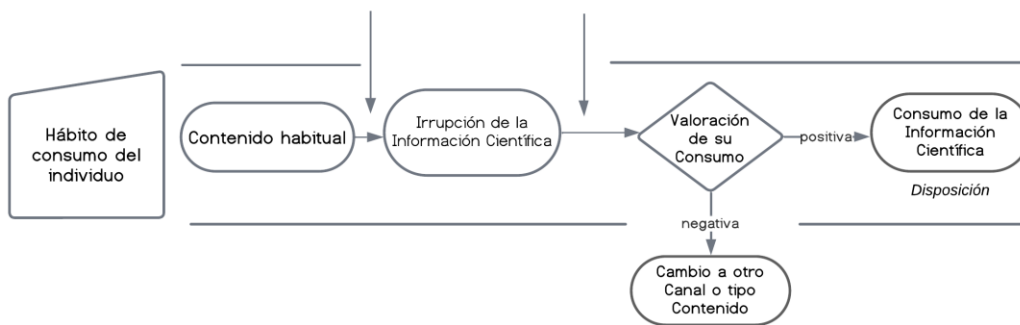 Hábito de
consumo del
individuo
Contenido habitual
Irrupción de la
Información Científica
Valoración
de su
Consumo
positiva
Consumo de la
Información
Científica
Disposición
negativa
Cambio a otro
Canal o tipo
Contenido